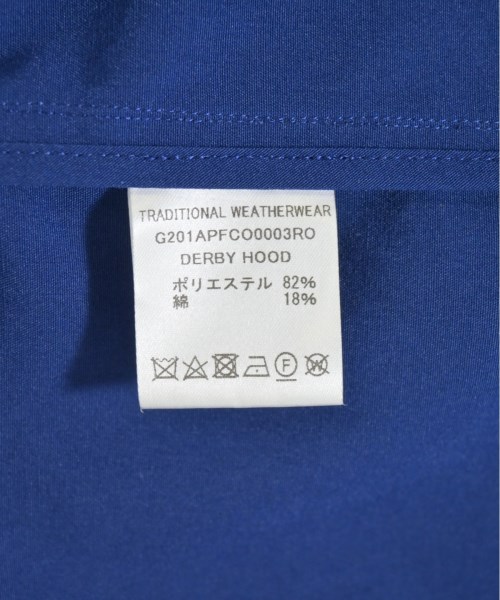 TRADITIONAL WEATHERWEAR
G201APFCO0003RO
DERBY HOOD
ポリエステル 82%
綿 18%
F W